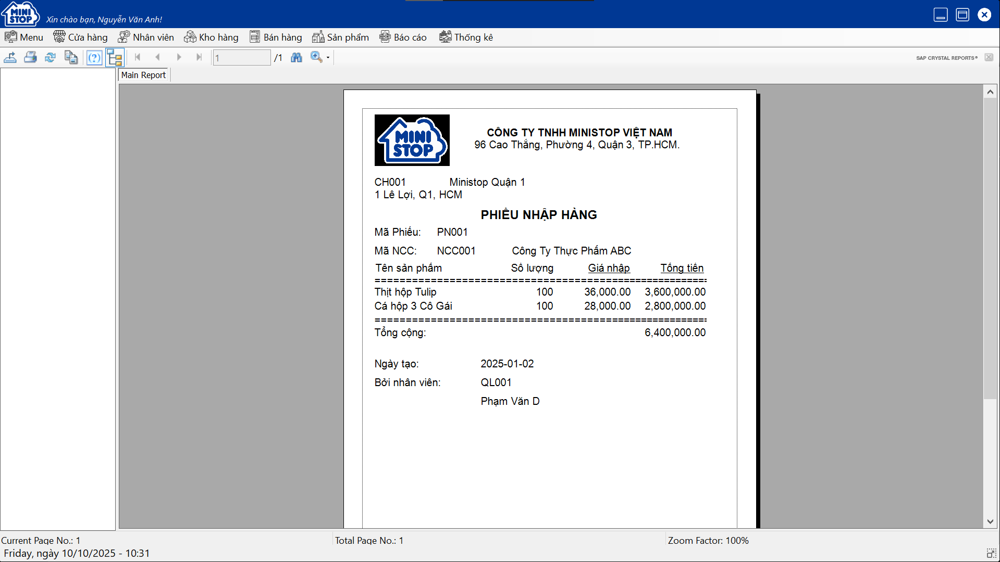 MINI
STOP
Xin chào bạn, Nguyễn Văn Anh!
Menu Cửa hàng Nhân viên Kho hàng Bán hàng Sản phẩm Báo cáo Thống kê
1 /1 SAP CRYSTAL REPORTS®
Main Report
MINI
STOP
CÔNG TY TNHH MINISTOP VIỆT NAM
96 Cao Thắng, Phường 4, Quận 3, TP.HCM.
CH001 Ministop Quận 1
1 Lê Lợi, Q1, HCM
PHIẾU NHẬP HÀNG
Mã Phiếu: PN001
Mã NCC: NCC001 Công Ty Thực Phẩm ABC
Tên sản phẩm Số lượng Giá nhập Tổng tiền
=====================================================
Thịt hộp Tulip 100 36,000.00 3,600,000.00
Cá hộp 3 Cô Gái 100 28,000.00 2,800,000.00
=====================================================
Tổng cộng: 6,400,000.00
Ngày tạo: 2025-01-02
Bởi nhân viên: QL001
Phạm Văn D
Current Page No.: 1 Total Page No.: 1 Zoom Factor: 100%
Friday, ngày 10/10/2025 - 10:31